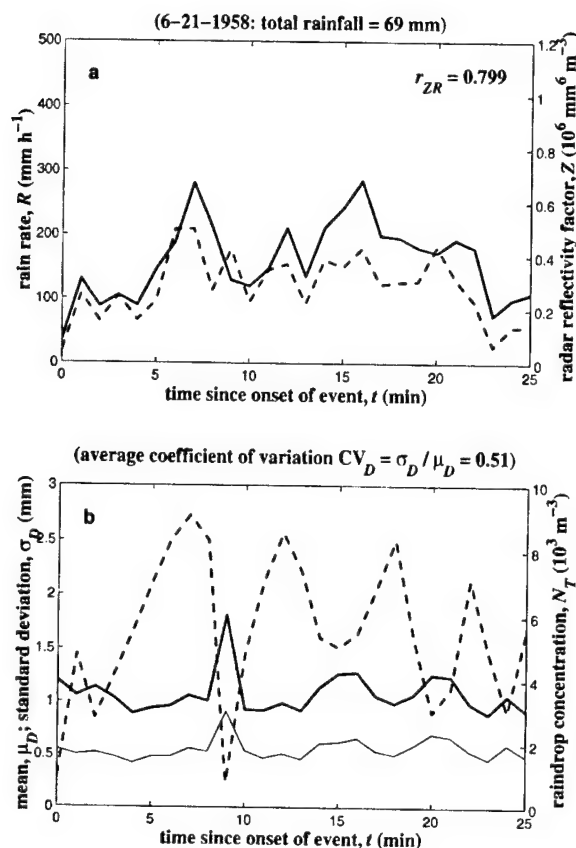 (6-21-1958: total rainfall = 69 mm)
a
r_ZR = 0.799
rain rate, R (mm h⁻¹)
500
400
300
200
100
0
radar reflectivity factor, Z (10⁶ mm⁶ m⁻³)
1.2
1
0.8
0.6
0.4
0.2
0
0 5 10 15 20 25
time since onset of event, t (min)
(average coefficient of variation CV_D = σ_D / μ_D = 0.51)
b
mean, μ_D; standard deviation, σ_D (mm)
3
2.5
2
1.5
1
0.5
0
raindrop concentration, N_T (10³ m⁻³)
10
8
6
4
2
0
0 5 10 15 20 25
time since onset of event, t (min)